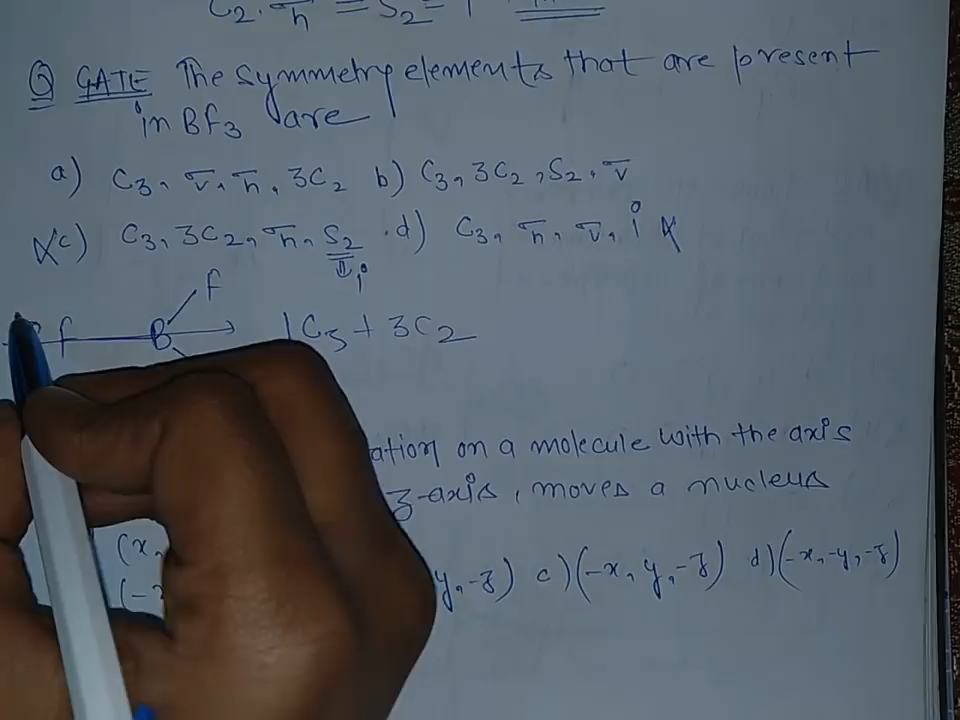 C2. σh = S2 = i
Q GATE The symmetry elements that are present
in BF3 are
a) C3, σv, σh, 3C2 b) C3, 3C2, S2, σv
c) C3, 3C2, σh, S2 . d) C3, σh, σv, i
i
F
F B 1C3 + 3C2
ation on a molecule with the axis
z-axis, moves a nucleus
(x, y, -z) c) (-x, y, -z) d) (-x, -y, -z)
(-